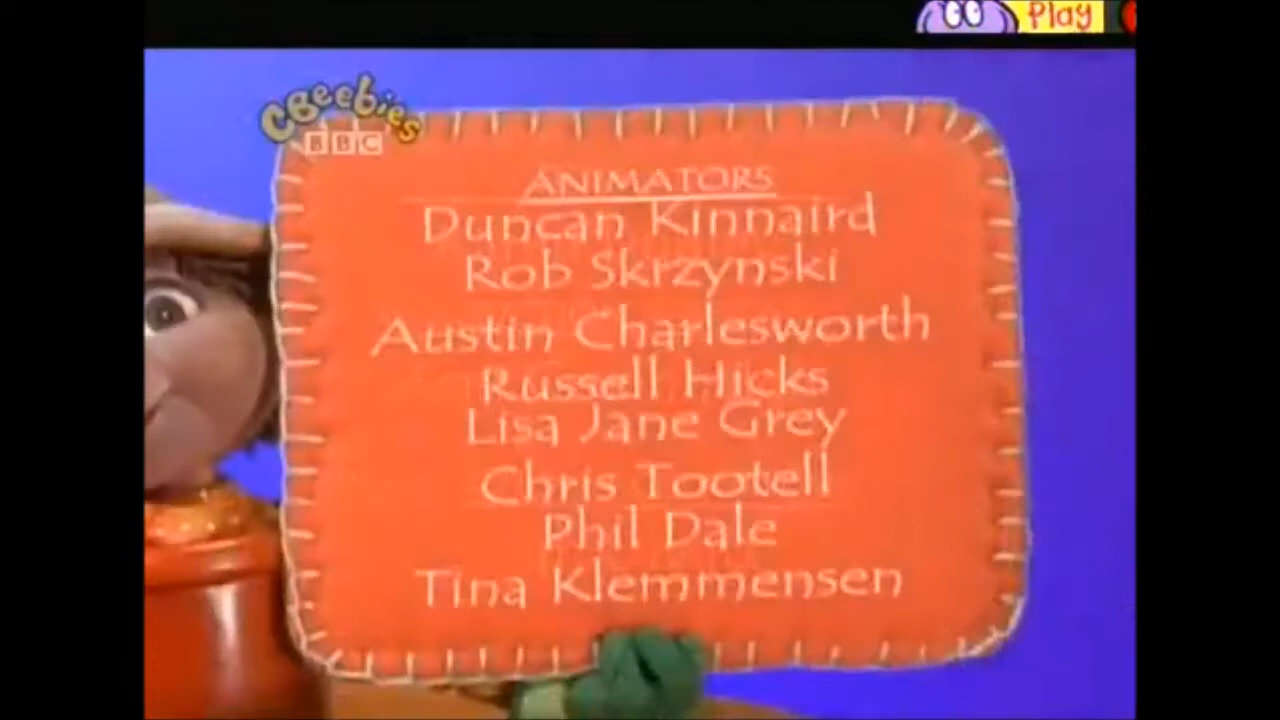 Play
CBeebies
BBC
ANIMATORS
Duncan Kinnaird
Rob Skrzynski
Austin Charlesworth
Russell Hicks
Lisa Jane Grey
Chris Tootell
Phil Dale
Tina Klemmensen